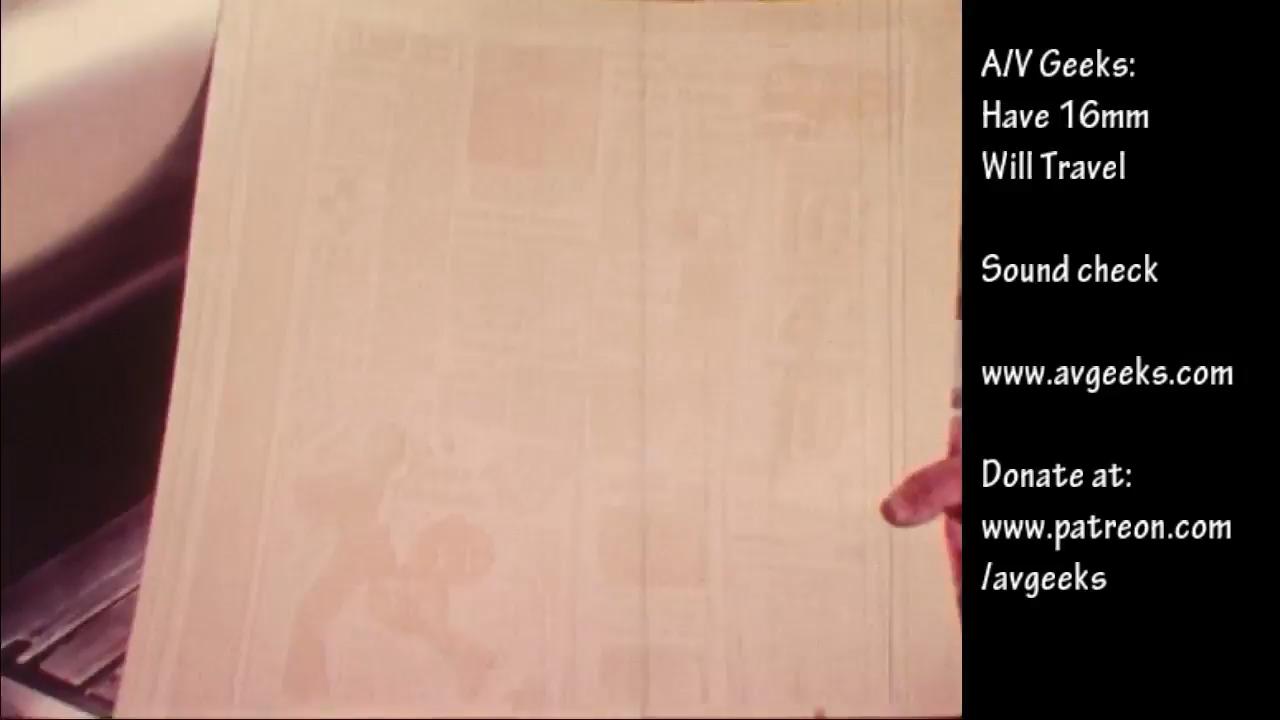 A/V Geeks:
Have 16mm
Will Travel
Sound check
www.avgeeks.com
Donate at:
www.patreon.com
/avgeeks